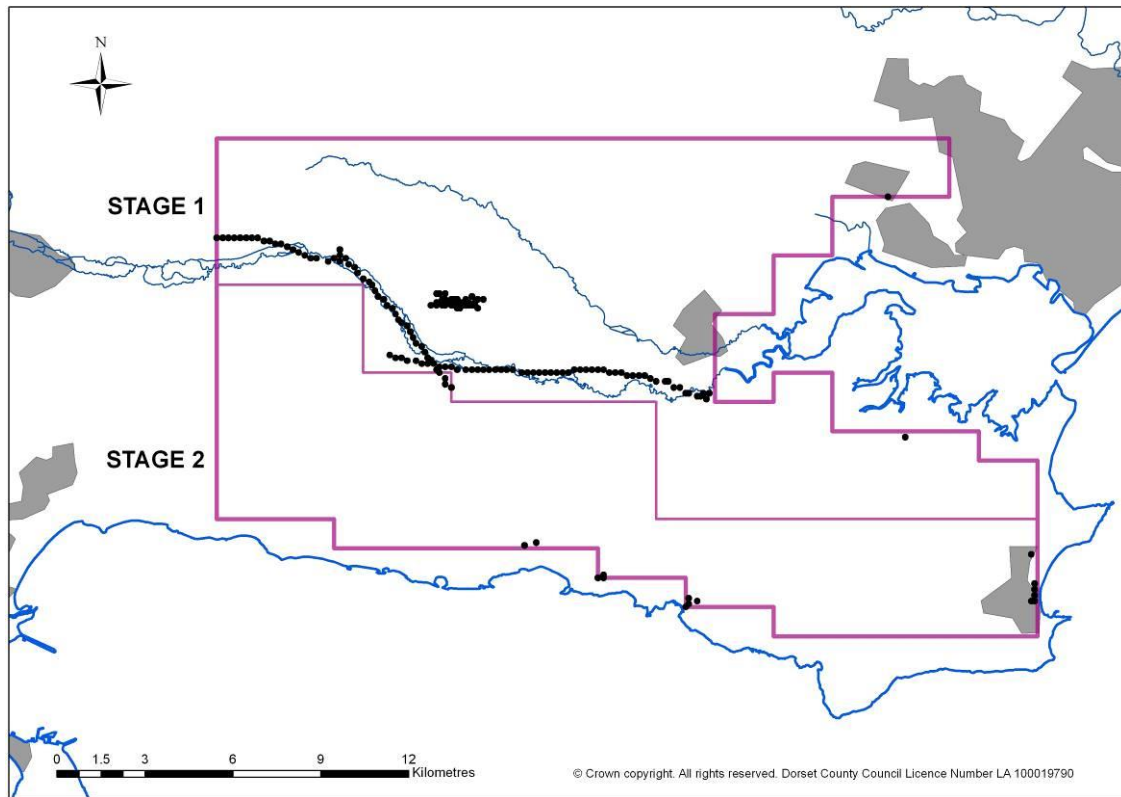 N
STAGE 1
STAGE 2
0 1.5 3 6 9 12
Kilometres
© Crown copyright. All rights reserved. Dorset County Council Licence Number LA 100019790